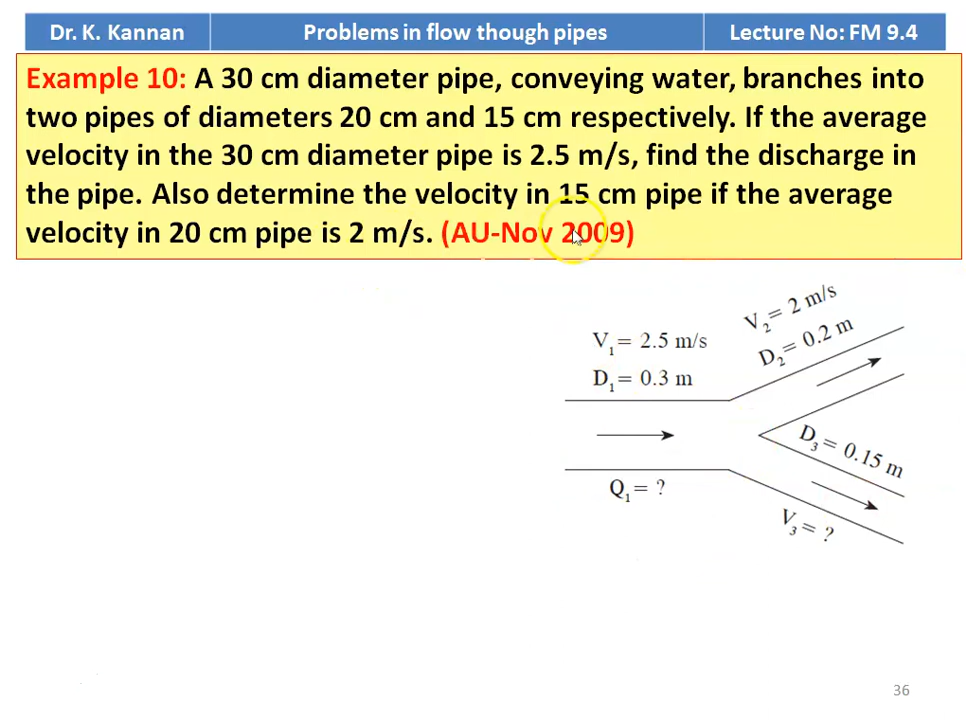 Dr. K. Kannan
Problems in flow though pipes
Lecture No: FM 9.4
Example 10: A 30 cm diameter pipe, conveying water, branches into
two pipes of diameters 20 cm and 15 cm respectively. If the average
velocity in the 30 cm diameter pipe is 2.5 m/s, find the discharge in
the pipe. Also determine the velocity in 15 cm pipe if the average
velocity in 20 cm pipe is 2 m/s. (AU-Nov 2009)
V₁ = 2.5 m/s
D₁ = 0.3 m
V₂ = 2 m/s
D₂ = 0.2 m
D₃ = 0.15 m
Q₁ = ?
V₃ = ?
36